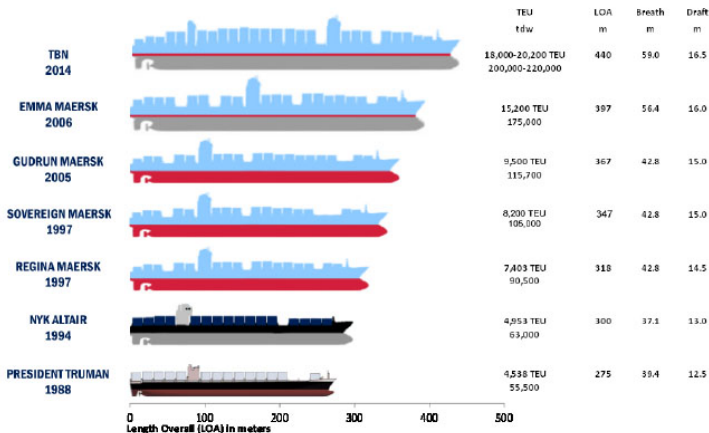 TEU LOA Breath Draft
tdw m m m
TBN 18,000-20,200 TEU 440 59.0 16.5
2014 200,000-220,000
EMMA MAERSK 15,200 TEU 397 56.4 16.0
2006 175,000
GUDRUN MAERSK 9,500 TEU 367 42.8 15.0
2005 115,700
SOVEREIGN MAERSK 8,200 TEU 347 42.8 15.0
1997 105,000
REGINA MAERSK 7,403 TEU 318 42.8 14.5
1997 90,500
NYK ALTAIR 4,953 TEU 300 37.1 13.0
1994 63,000
PRESIDENT TRUMAN 4,538 TEU 275 39.4 12.5
1988 55,500
0 100 200 300 400 500
Length Overall (LOA) in meters